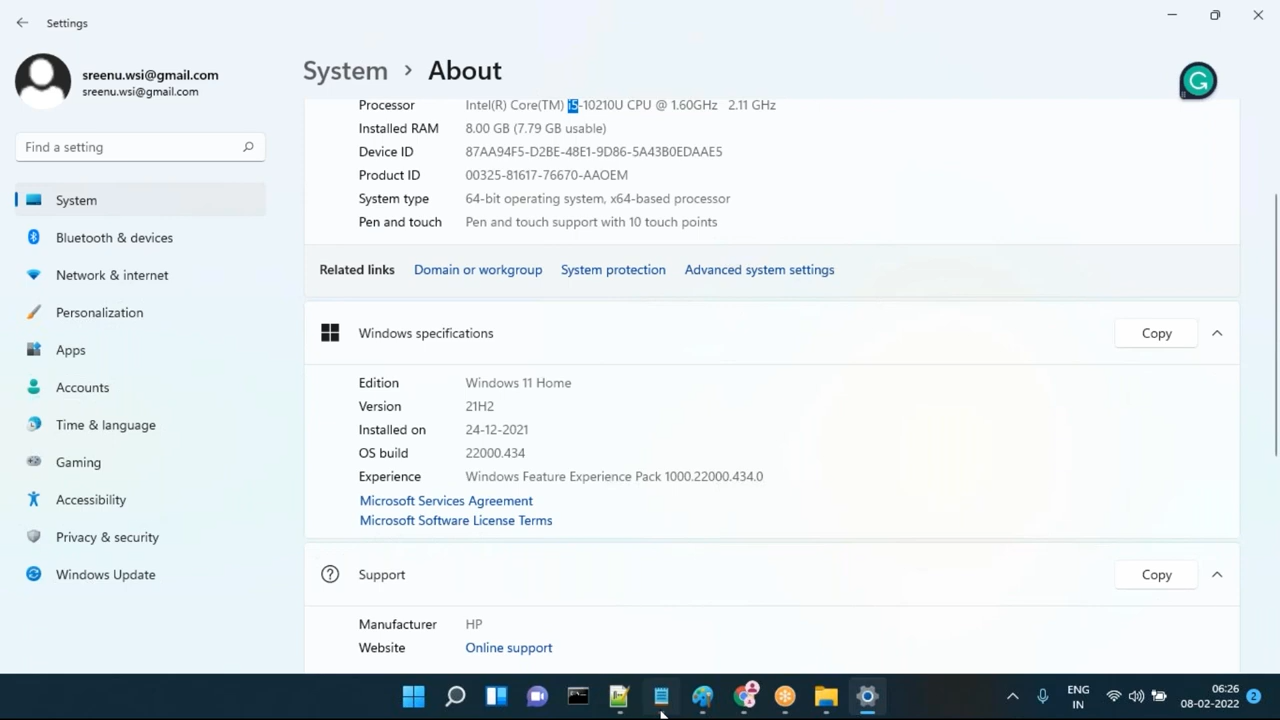 Settings
sreenu.wsi@gmail.com
sreenu.wsi@gmail.com
Find a setting
System
Bluetooth & devices
Network & internet
Personalization
Apps
Accounts
Time & language
Gaming
Accessibility
Privacy & security
Windows Update
System > About
G
Processor Intel(R) Core(TM) i5-10210U CPU @ 1.60GHz 2.11 GHz
Installed RAM 8.00 GB (7.79 GB usable)
Device ID 87AA94F5-D2BE-48E1-9D86-5A43B0EDAAE5
Product ID 00325-81617-76670-AAOEM
System type 64-bit operating system, x64-based processor
Pen and touch Pen and touch support with 10 touch points
Related links Domain or workgroup System protection Advanced system settings
Windows specifications Copy
Edition Windows 11 Home
Version 21H2
Installed on 24-12-2021
OS build 22000.434
Experience Windows Feature Experience Pack 1000.22000.434.0
Microsoft Services Agreement
Microsoft Software License Terms
Support Copy
Manufacturer HP
Website Online support
ENG
IN
06:26
08-02-2022
2